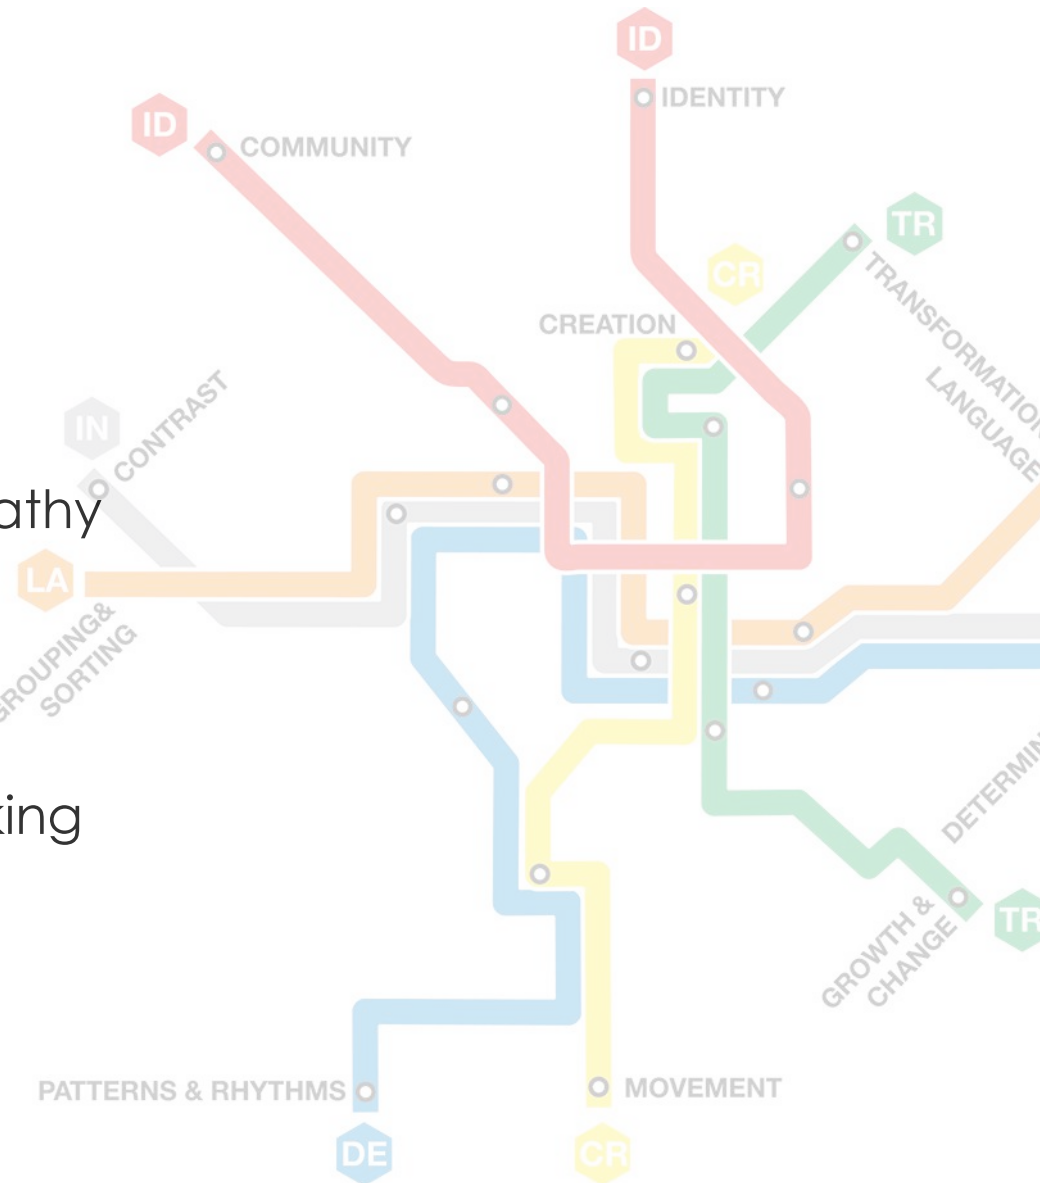 ID
IDENTITY
ID
COMMUNITY
TR
CR
CREATION
TRANSFORMATION
LANGUAGE
IN
CONTRAST
athy
LA
GROUPING&
SORTING
DETERMIN
king
GROWTH &
CHANGE
TR
PATTERNS & RHYTHMS
MOVEMENT
DE
CR